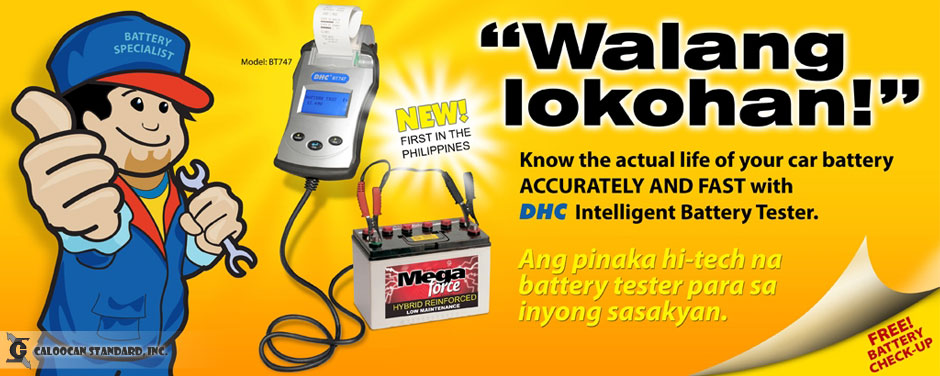 BATTERY
SPECIALIST
Model: BT747
DHC BT747
NEW!
FIRST IN THE
PHILIPPINES
Mega
force
HYBRID REINFORCED
LOW MAINTENANCE
“Walang
lokohan!”
Know the actual life of your car battery
ACCURATELY AND FAST with
DHC Intelligent Battery Tester.
Ang pinaka hi-tech na
battery tester para sa
inyong sasakyan.
FREE!
BATTERY
CHECK-UP
CALOOCAN STANDARD, INC.